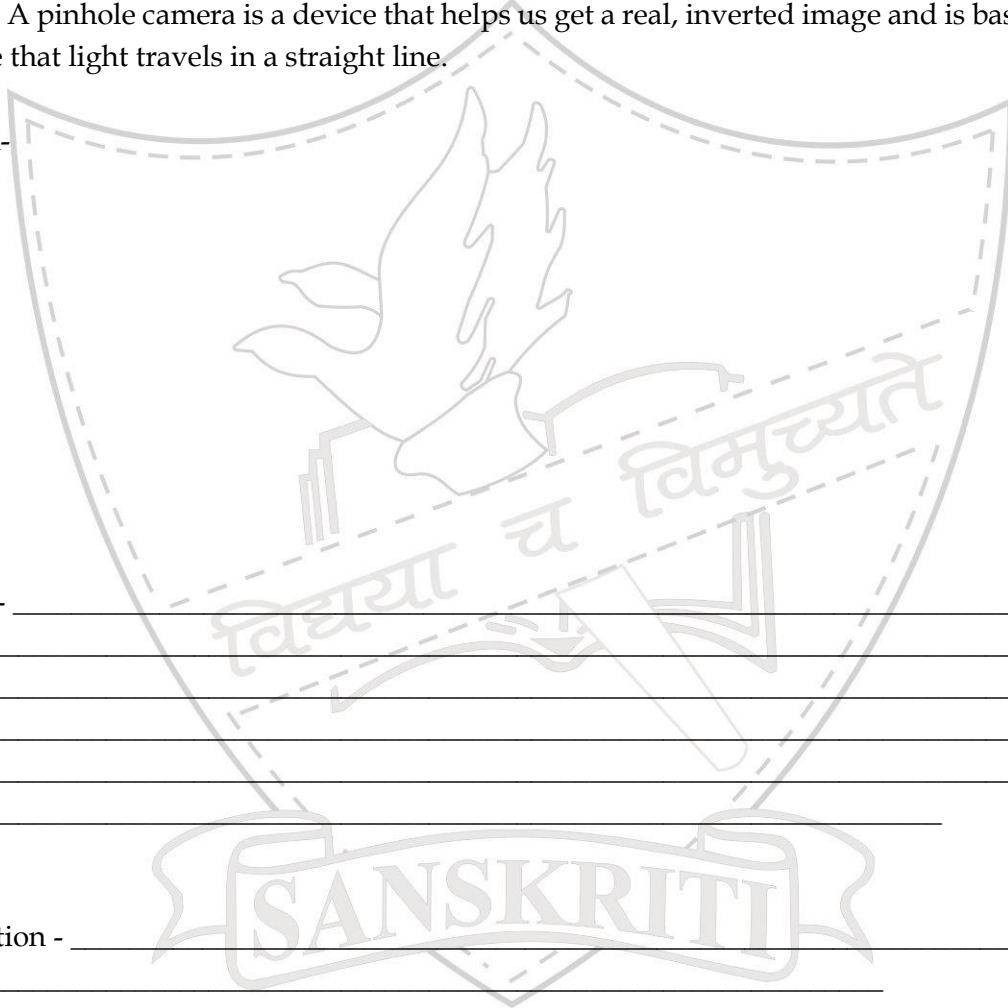 A pinhole camera is a device that helps us get a real, inverted image and is bas
e that light travels in a straight line.
-
विद्यया च विमुच्यते
-
SANSKRITI
tion -